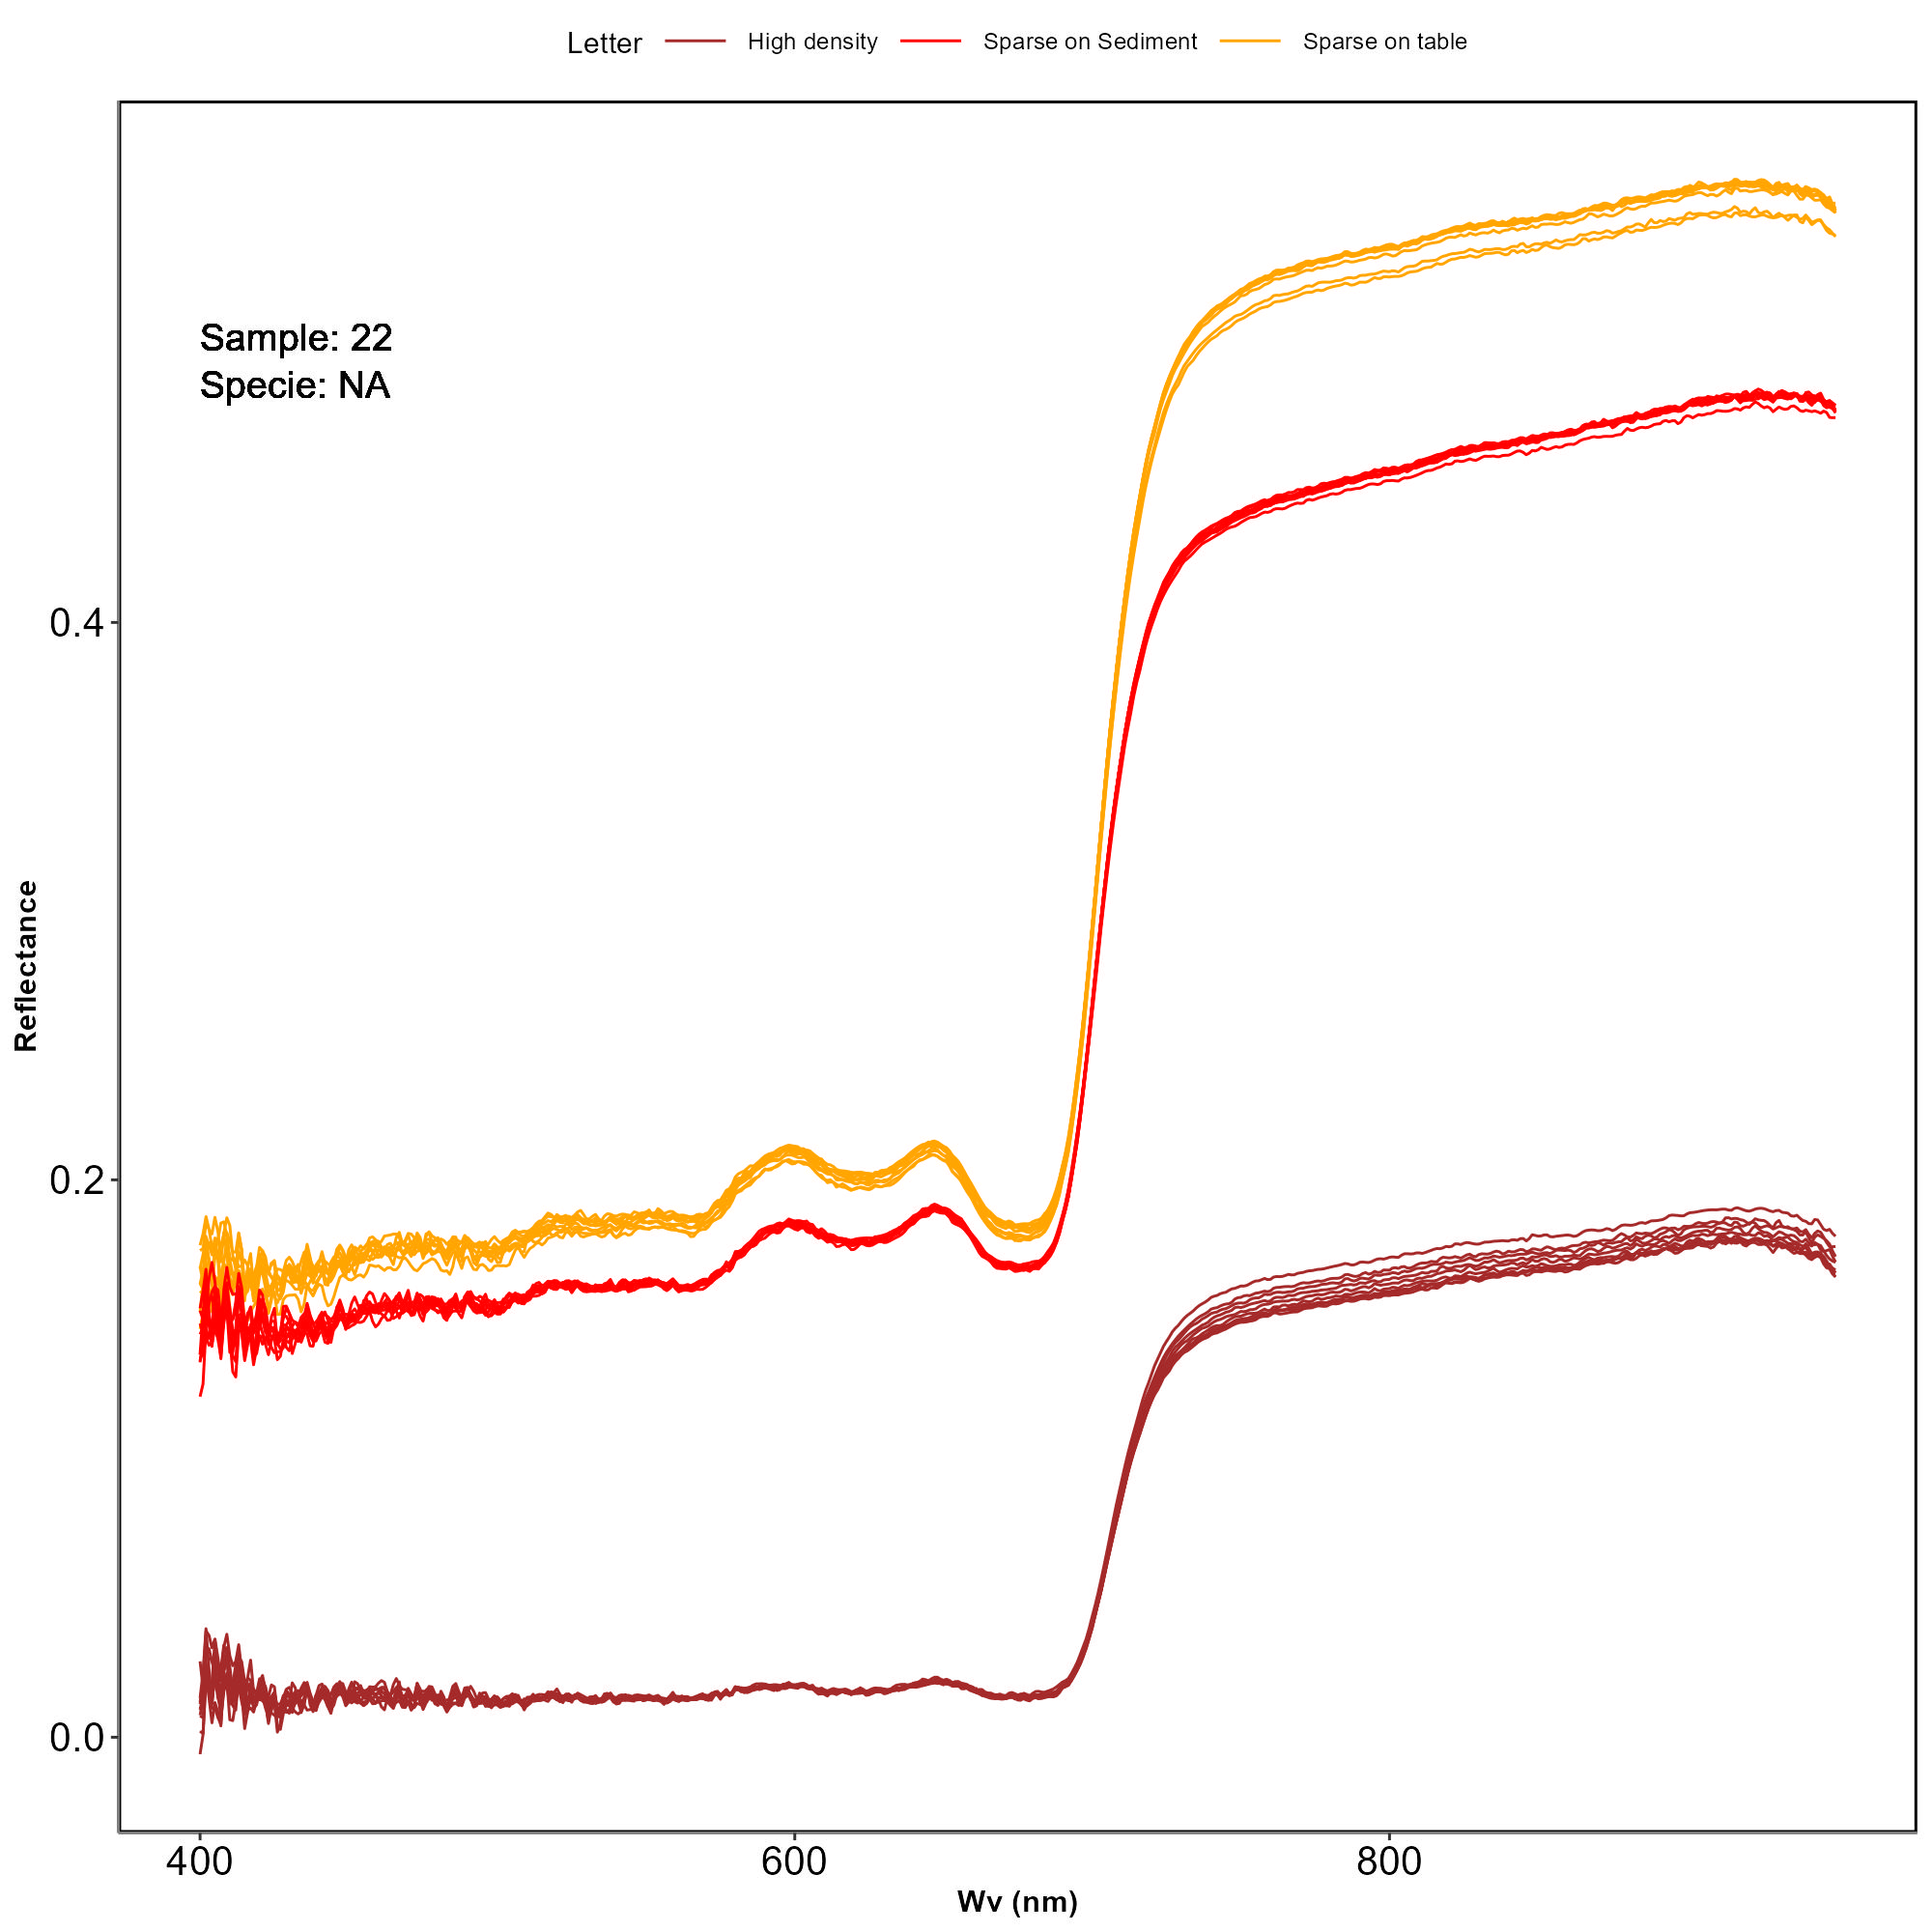 Letter High density Sparse on Sediment Sparse on table
Sample: 22
Specie: NA
0.4
0.2
0.0
Reflectance
400 600 800
Wv (nm)